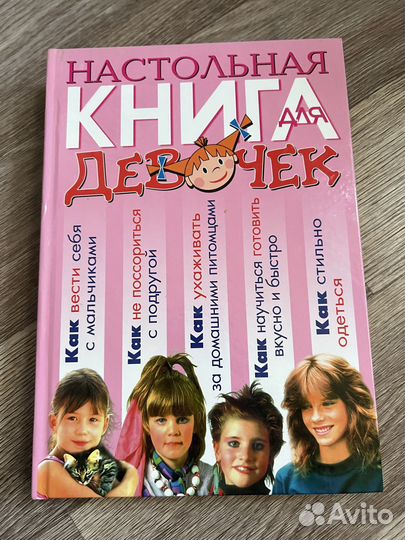 НАСТОЛЬНАЯ
КНИГА
для
ДЕВОЧЕК
Как вести себя
с мальчиками
Как не поссориться
с подругой
Как ухаживать
за домашними питомцами
Как научиться готовить
вкусно и быстро
Как стильно
одеться
Avito